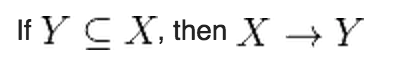 If Y ⊆ X, then X → Y